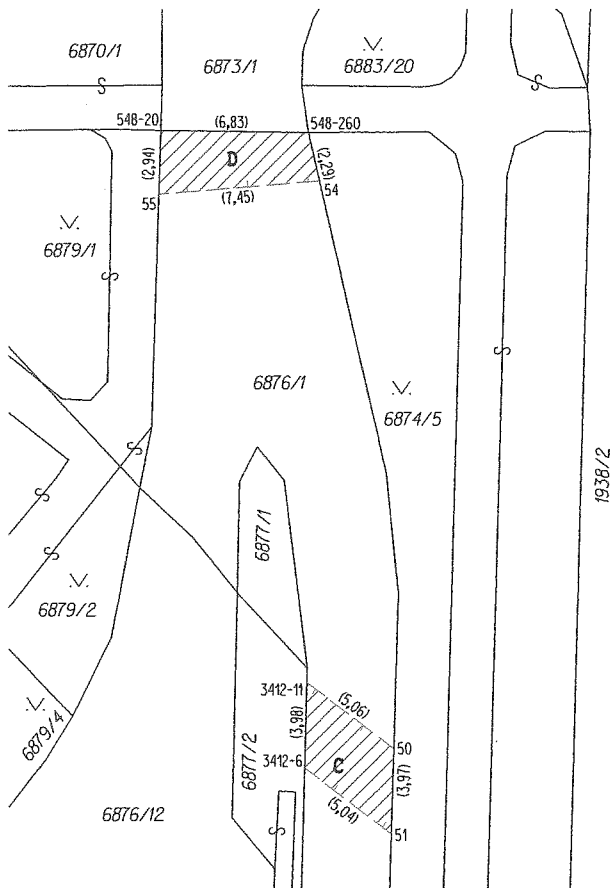 6870/1
6873/1
.V.
6883/20
S
S
548-20
(6,83)
548-260
(2,94)
D
(2,29)
55
(7,45)
54
.V.
6879/1
S
S
6876/1
.V.
6874/5
S
S
1938/2
S
6877/1
.V.
6879/2
3412-11
(5,06)
.V.
6879/4
(3,98)
50
6877/2
3412-6
C
(3,97)
6876/12
(5,04)
51
S